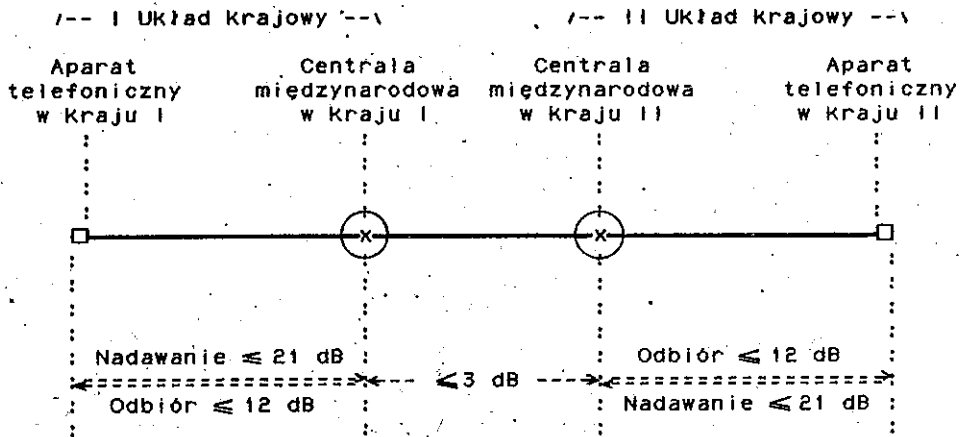 /-- I Układ krajowy --\ /-- II Układ krajowy --\
Aparat Centrala Centrala Aparat
telefoniczny międzynarodowa międzynarodowa telefoniczny
w kraju I w kraju I w kraju II w kraju II
Nadawanie ≤ 21 dB Odbiór ≤ 12 dB
≤ 3 dB
Odbiór ≤ 12 dB Nadawanie ≤ 21 dB